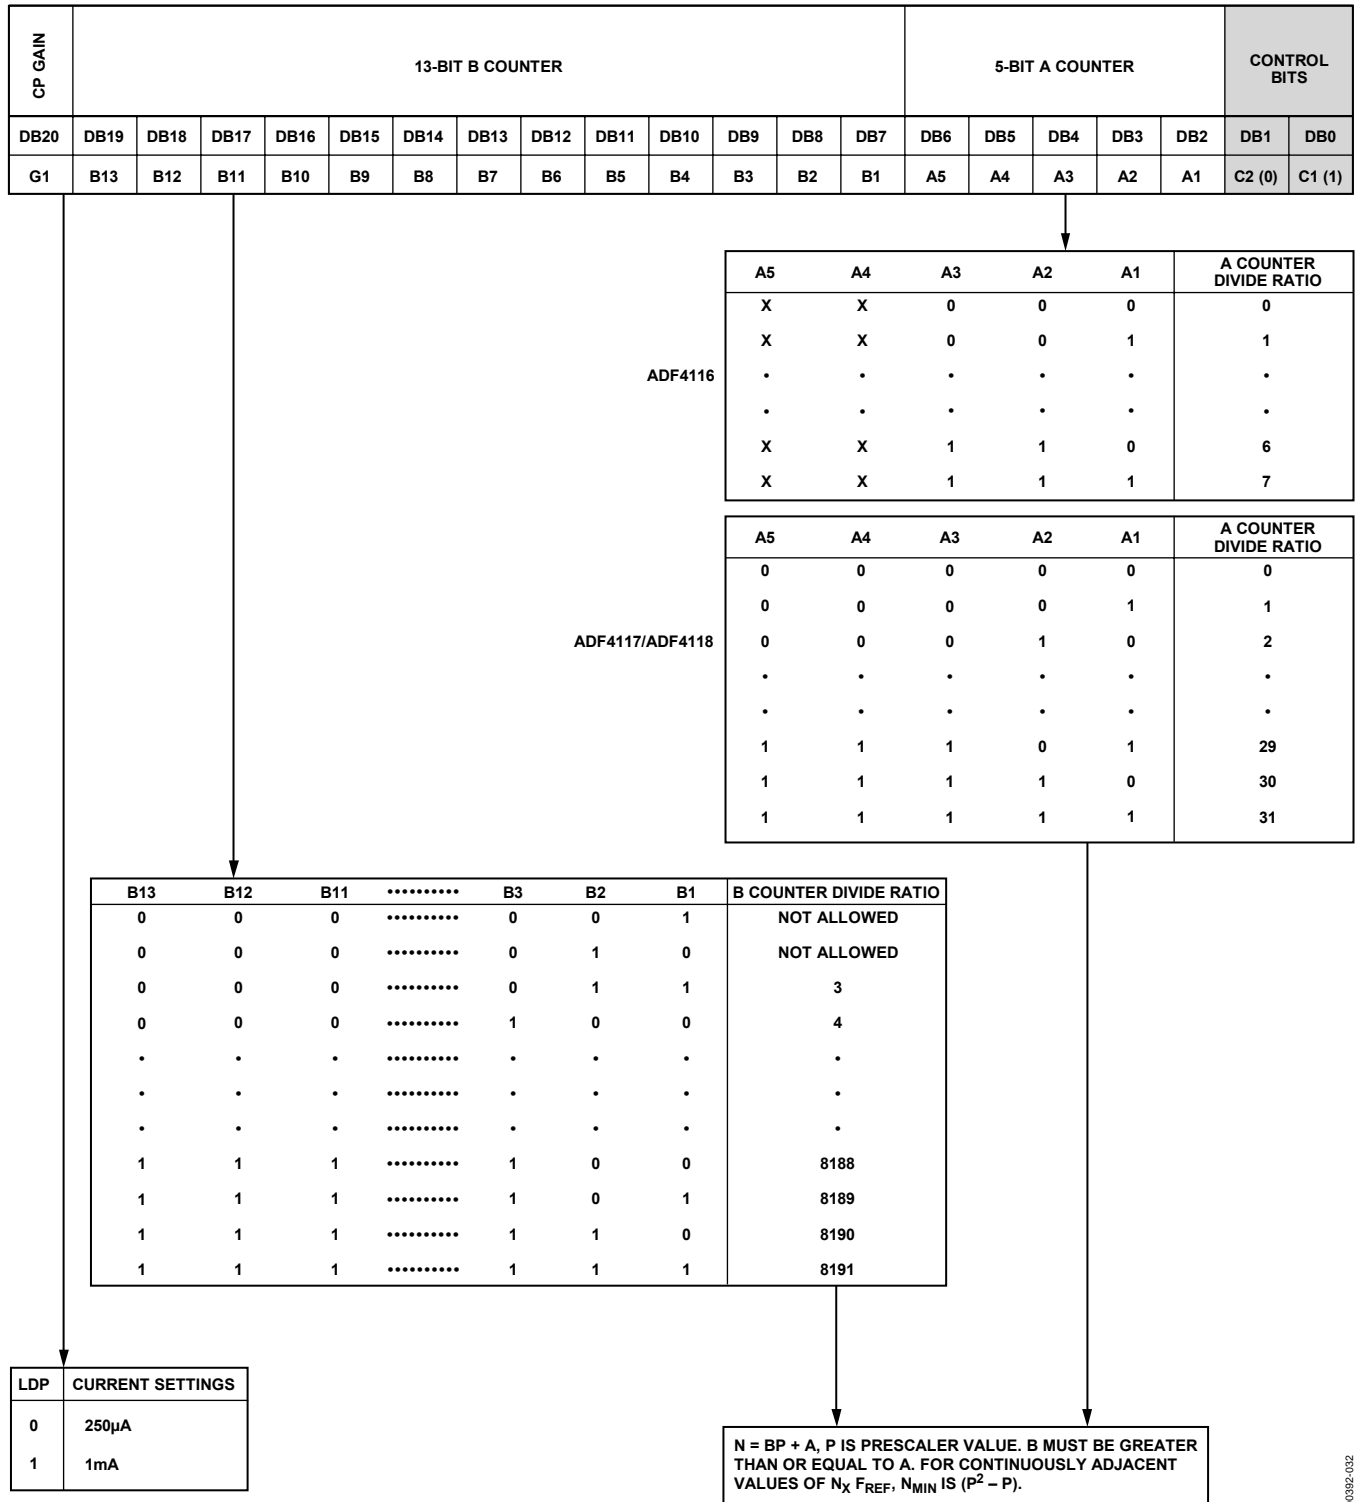 CP GAIN
13-BIT B COUNTER
5-BIT A COUNTER
CONTROL
BITS
DB20 DB19 DB18 DB17 DB16 DB15 DB14 DB13 DB12 DB11 DB10 DB9 DB8 DB7 DB6 DB5 DB4 DB3 DB2 DB1 DB0
G1 B13 B12 B11 B10 B9 B8 B7 B6 B5 B4 B3 B2 B1 A5 A4 A3 A2 A1 C2 (0) C1 (1)
A5 A4 A3 A2 A1 A COUNTER
DIVIDE RATIO
X X 0 0 0 0
X X 0 0 1 1
ADF4116 • • • • • •
• • • • • •
X X 1 1 0 6
X X 1 1 1 7
A5 A4 A3 A2 A1 A COUNTER
DIVIDE RATIO
0 0 0 0 0 0
0 0 0 0 1 1
ADF4117/ADF4118 0 0 0 1 0 2
• • • • • •
• • • • • •
1 1 1 0 1 29
1 1 1 1 0 30
1 1 1 1 1 31
B13 B12 B11 •••••••••• B3 B2 B1 B COUNTER DIVIDE RATIO
0 0 0 •••••••••• 0 0 1 NOT ALLOWED
0 0 0 •••••••••• 0 1 0 NOT ALLOWED
0 0 0 •••••••••• 0 1 1 3
0 0 0 •••••••••• 1 0 0 4
• • • •••••••••• • • • •
• • • •••••••••• • • • •
• • • •••••••••• • • • •
1 1 1 •••••••••• 1 0 0 8188
1 1 1 •••••••••• 1 0 1 8189
1 1 1 •••••••••• 1 1 0 8190
1 1 1 •••••••••• 1 1 1 8191
LDP CURRENT SETTINGS
0 250µA
1 1mA
N = BP + A, P IS PRESCALER VALUE. B MUST BE GREATER
THAN OR EQUAL TO A. FOR CONTINUOUSLY ADJACENT
VALUES OF NX FREF, NMIN IS (P² – P).
00392-032